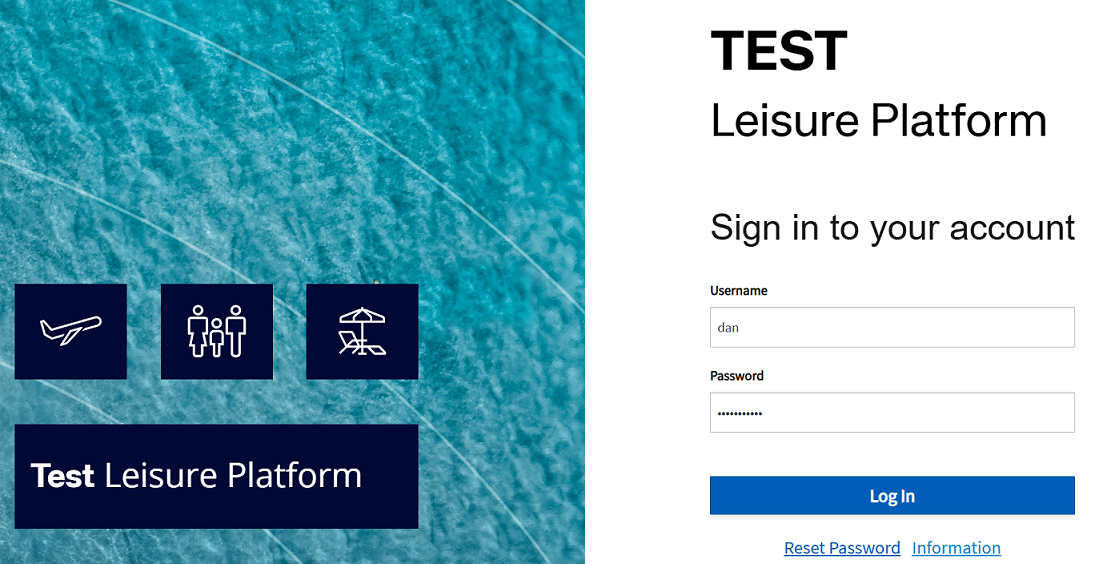 TEST
Leisure Platform
Sign in to your account
Username
dan
Password
•••••••••••
Log In
Reset Password Information
Test Leisure Platform